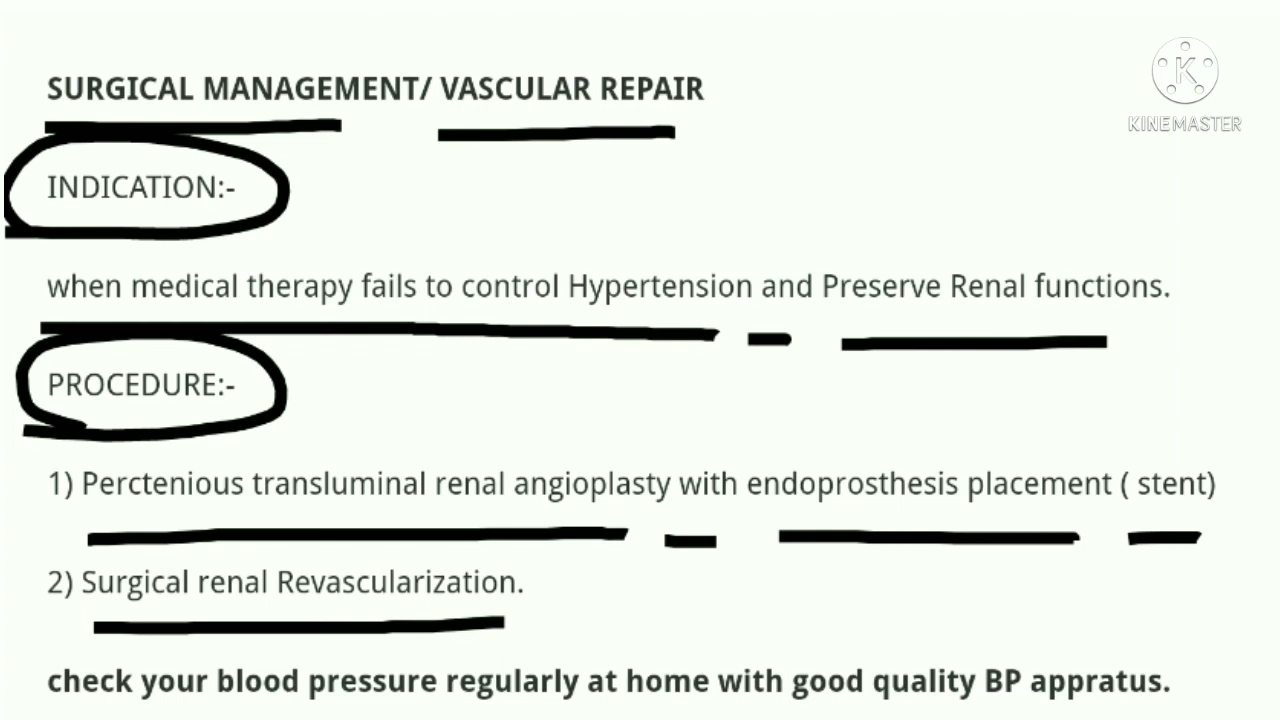 SURGICAL MANAGEMENT/ VASCULAR REPAIR
KINEMASTER
INDICATION:-
when medical therapy fails to control Hypertension and Preserve Renal functions.
PROCEDURE:-
1) Perctenious transluminal renal angioplasty with endoprosthesis placement ( stent)
2) Surgical renal Revascularization.
check your blood pressure regularly at home with good quality BP appratus.